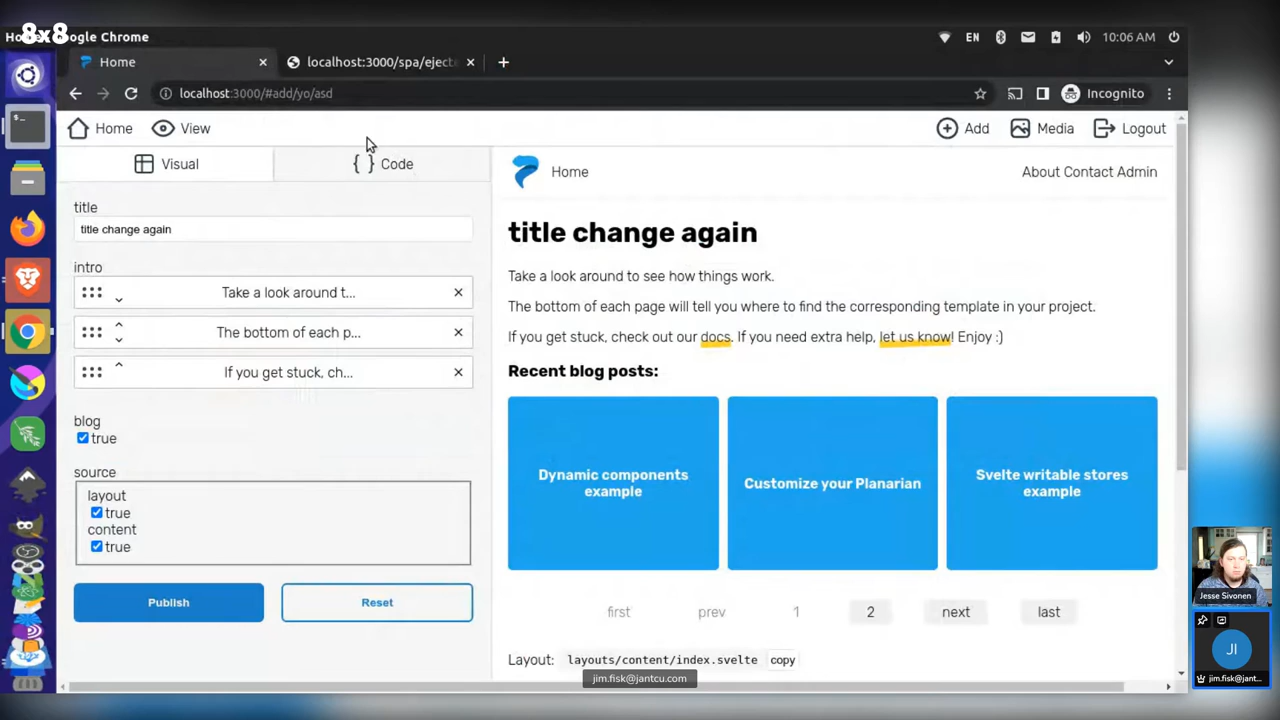 8x8
Ho
ogle Chrome
EN
10:06 AM
Home
localhost:3000/spa/ejecte
localhost:3000/#add/yo/asd
Incognito
Home
View
Add
Media
Logout
Visual
{ } Code
Home
About Contact Admin
title
title change again
title change again
intro
Take a look around t...
Take a look around to see how things work.
The bottom of each p...
The bottom of each page will tell you where to find the corresponding template in your project.
If you get stuck, ch...
If you get stuck, check out our docs. If you need extra help, let us know! Enjoy :)
Recent blog posts:
blog
true
source
layout
true
content
true
Dynamic components
example
Customize your Planarian
Svelte writable stores
example
Publish
Reset
first
prev
1
2
next
last
Layout: layouts/content/index.svelte copy
jim.fisk@jantcu.com
Jesse Sivonen
JI
jim.fisk@jant...